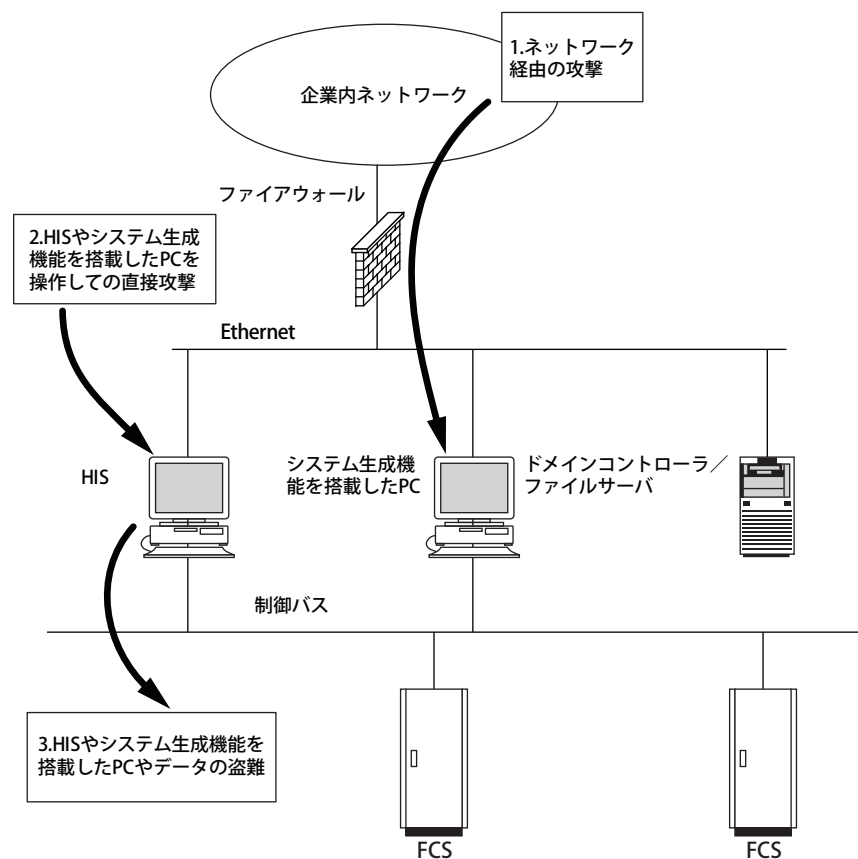 1.ネットワーク
経由の攻撃
企業内ネットワーク
ファイアウォール
2.HISやシステム生成
機能を搭載したPCを
操作しての直接攻撃
Ethernet
HIS
システム生成機
能を搭載したPC
ドメインコントローラ／
ファイルサーバ
制御バス
3.HISやシステム生成機能を
搭載したPCやデータの盗難
FCS
FCS